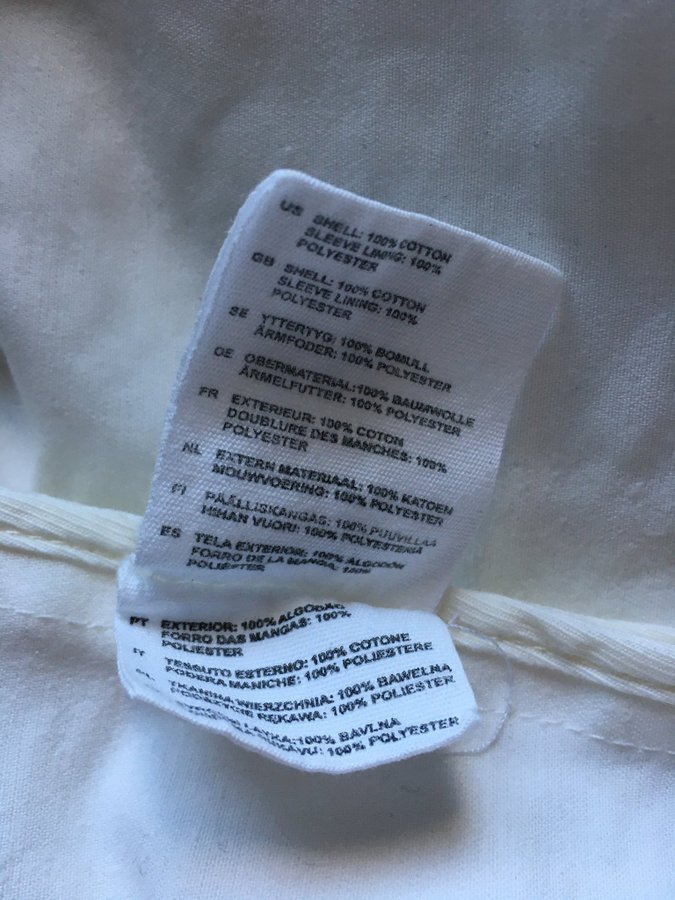 US SHELL: 100% COTTON
SLEEVE LINING: 100%
POLYESTER
GB SHELL: 100% COTTON
SLEEVE LINING: 100%
POLYESTER
SE YTTERTYG: 100% BOMULL
ÄRMFODER: 100% POLYESTER
DE OBERMATERIAL:100% BAUMWOLLE
ÄRMELFUTTER: 100% POLYESTER
FR EXTERIEUR: 100% COTON
DOUBLURE DES MANCHES: 100%
POLYESTER
NL EXTERN MATERIAAL: 100% KATOEN
MOUWVOERING: 100% POLYESTER
FI PÄÄLLISKANGAS: 100% PUUVILLAA
HIHAN VUORI: 100% POLYESTERIA
ES TELA EXTERIOR: 100% ALGODÓN
FORRO DE LA MANGA: 100%
POLIÉSTER
PT EXTERIOR: 100% ALGODÃO
FORRO DAS MANGAS: 100%
POLIÉSTER
IT TESSUTO ESTERNO: 100% COTONE
FODERA MANICHE: 100% POLIESTERE
TKANINA WIERZCHNIA: 100% BAWEŁNA
RĘKAWA: 100% POLIESTER
LÁTKA:100% BAVLNA
100% POLYESTER